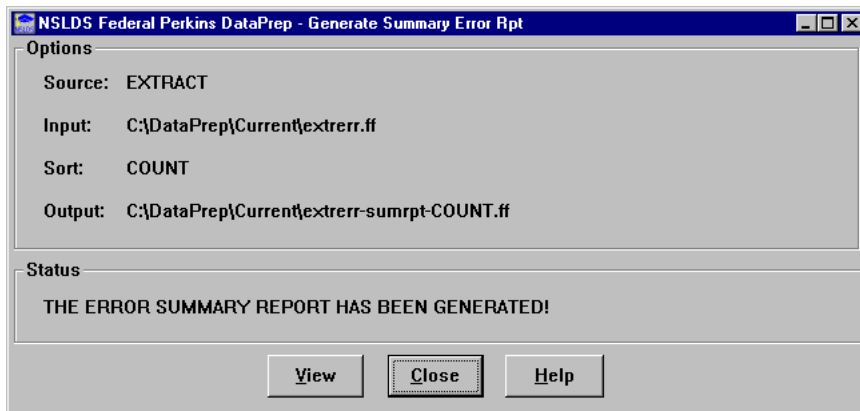 NSLDS Federal Perkins DataPrep - Generate Summary Error Rpt
Options
Source: EXTRACT
Input: C:\DataPrep\Current\extrerr.ff
Sort: COUNT
Output: C:\DataPrep\Current\extrerr-sumrpt-COUNT.ff
Status
THE ERROR SUMMARY REPORT HAS BEEN GENERATED!
View Close Help